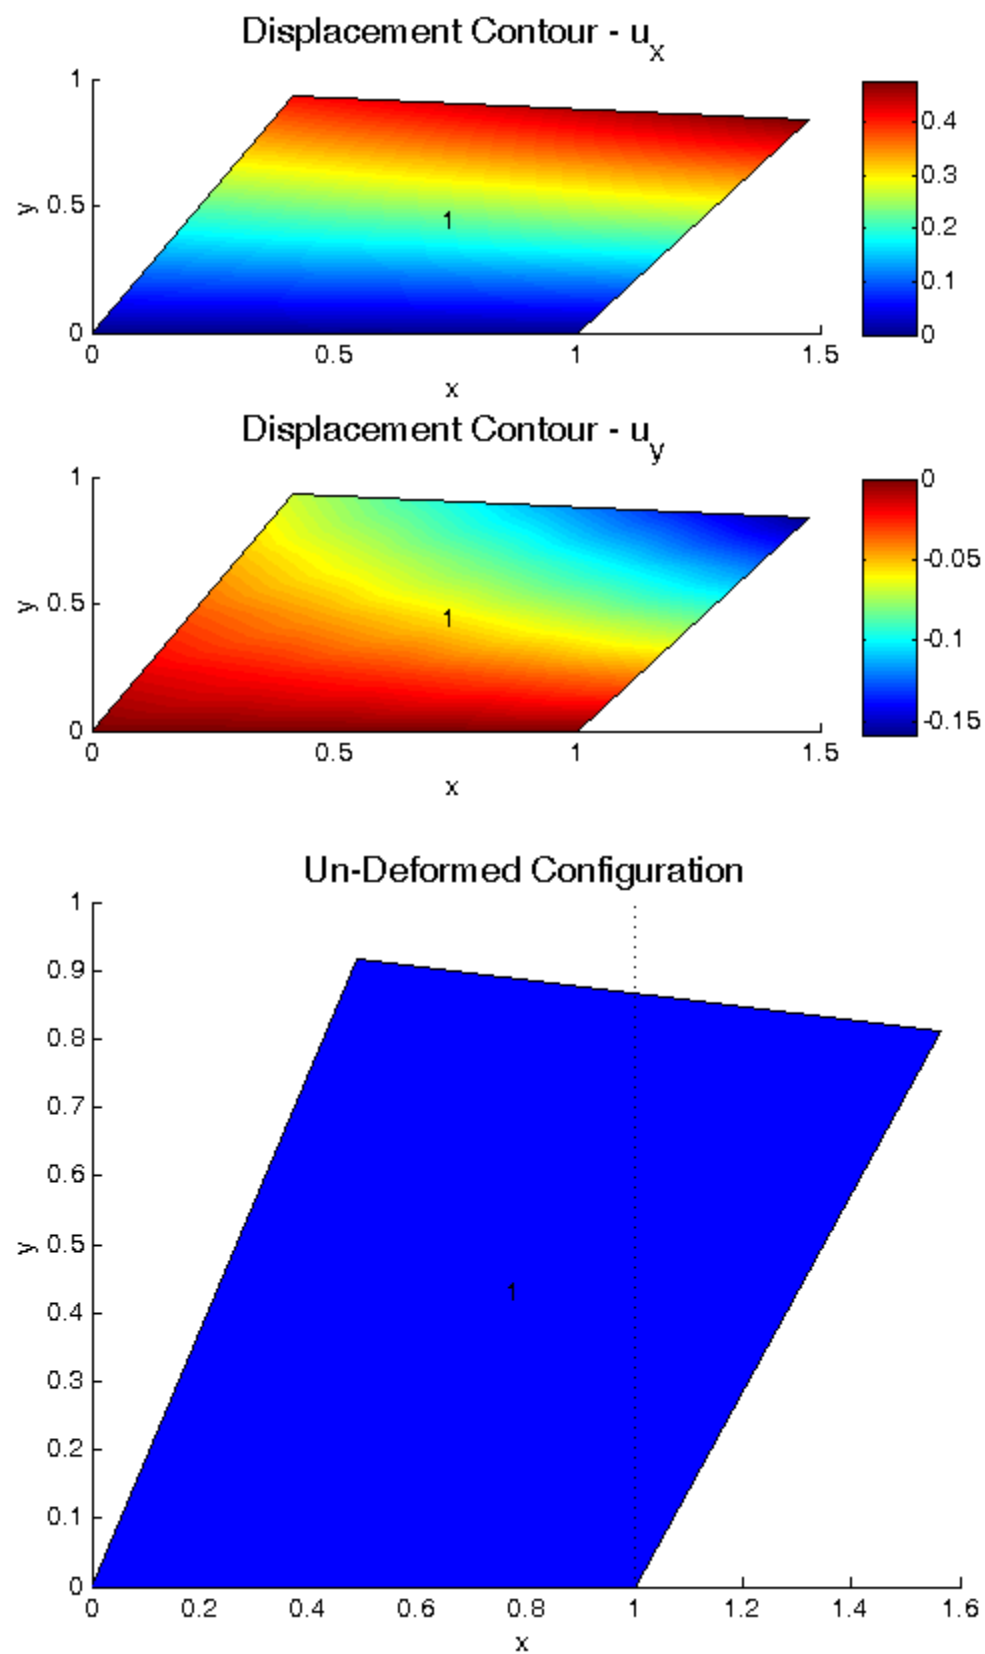 Displacement Contour - u_x
1
0.5
0
y
1
0 0.5 1 1.5
x
0.4
0.3
0.2
0.1
0
Displacement Contour - u_y
1
0.5
0
y
1
0 0.5 1 1.5
x
0
-0.05
-0.1
-0.15
Un-Deformed Configuration
1
0.9
0.8
0.7
0.6
0.5
0.4
0.3
0.2
0.1
0
y
1
0 0.2 0.4 0.6 0.8 1 1.2 1.4 1.6
x